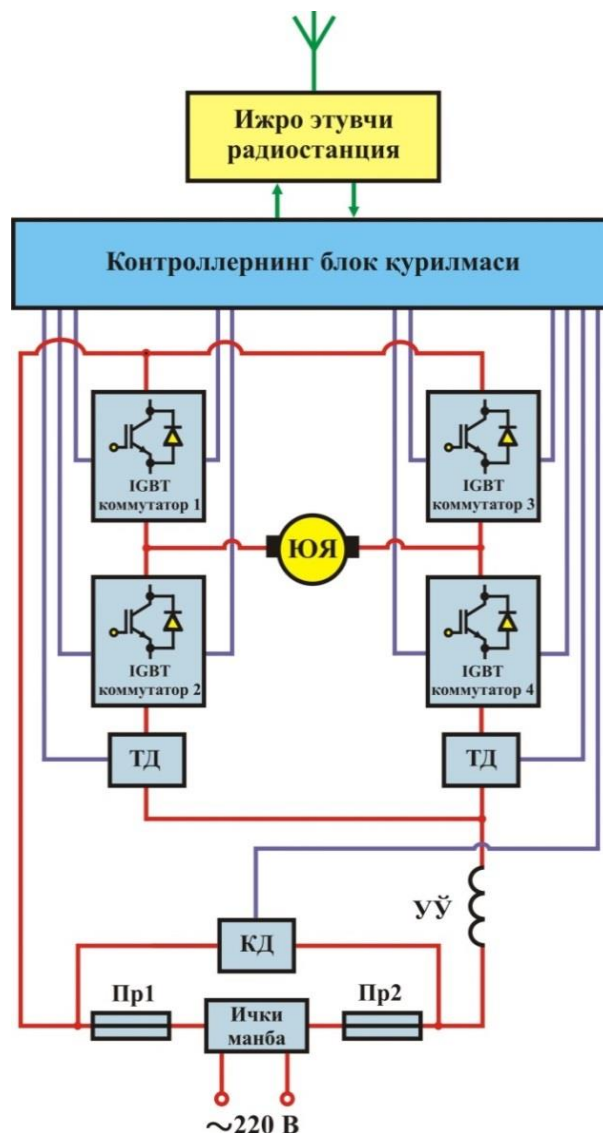 Ижро этувчи
радиостанция
Контроллернинг блок қурилмаси
IGBT
коммутатор 1
IGBT
коммутатор 3
ЮЯ
IGBT
коммутатор 2
IGBT
коммутатор 4
ТД
ТД
УЎ
КД
Пр1
Пр2
Ички
манба
~220 В